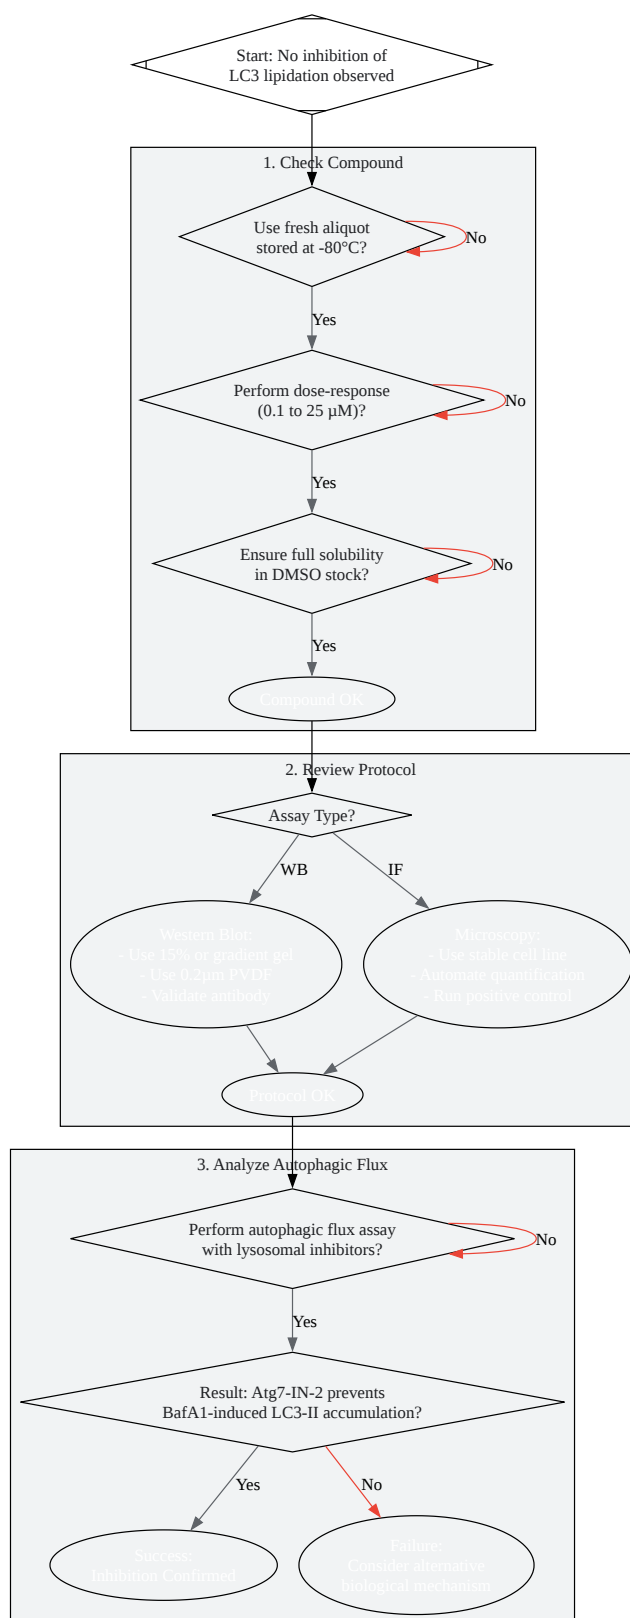 Start: No inhibition of
LC3 lipidation observed
1. Check Compound
Use fresh aliquot
stored at -80°C?
No
Yes
Perform dose-response
(0.1 to 25 µM)?
No
Yes
Ensure full solubility
in DMSO stock?
No
Yes
Compound OK
2. Review Protocol
Assay Type?
WB
IF
Western Blot:
- Use 15% or gradient gel
- Use 0.2µm PVDF
- Validate antibody
Microscopy:
- Use stable cell line
- Automate quantification
- Run positive control
Protocol OK
3. Analyze Autophagic Flux
Perform autophagic flux assay
with lysosomal inhibitors?
No
Yes
Result: Atg7-IN-2 prevents
BafA1-induced LC3-II accumulation?
Yes
No
Success:
Inhibition Confirmed
Failure:
Consider alternative
biological mechanism